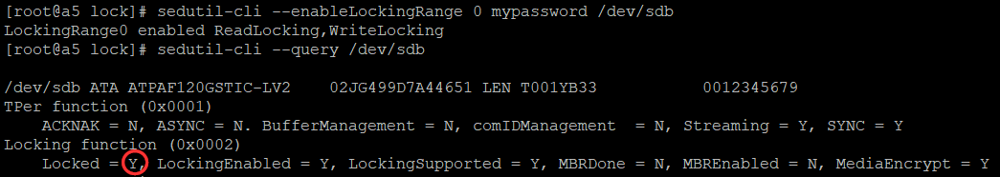 [root@a5 lock]# sedutil-cli --enableLockingRange 0 mypassword /dev/sdb
LockingRange0 enabled ReadLocking,WriteLocking
[root@a5 lock]# sedutil-cli --query /dev/sdb
/dev/sdb ATA ATPAF120GSTIC-LV2    02JG499D7A44651 LEN T001YB33           0012345679
TPer function (0x0001)
    ACKNAK = N, ASYNC = N. BufferManagement = N, comIDManagement  = N, Streaming = Y, SYNC = Y
Locking function (0x0002)
    Locked = Y, LockingEnabled = Y, LockingSupported = Y, MBRDone = N, MBREnabled = N, MediaEncrypt = Y